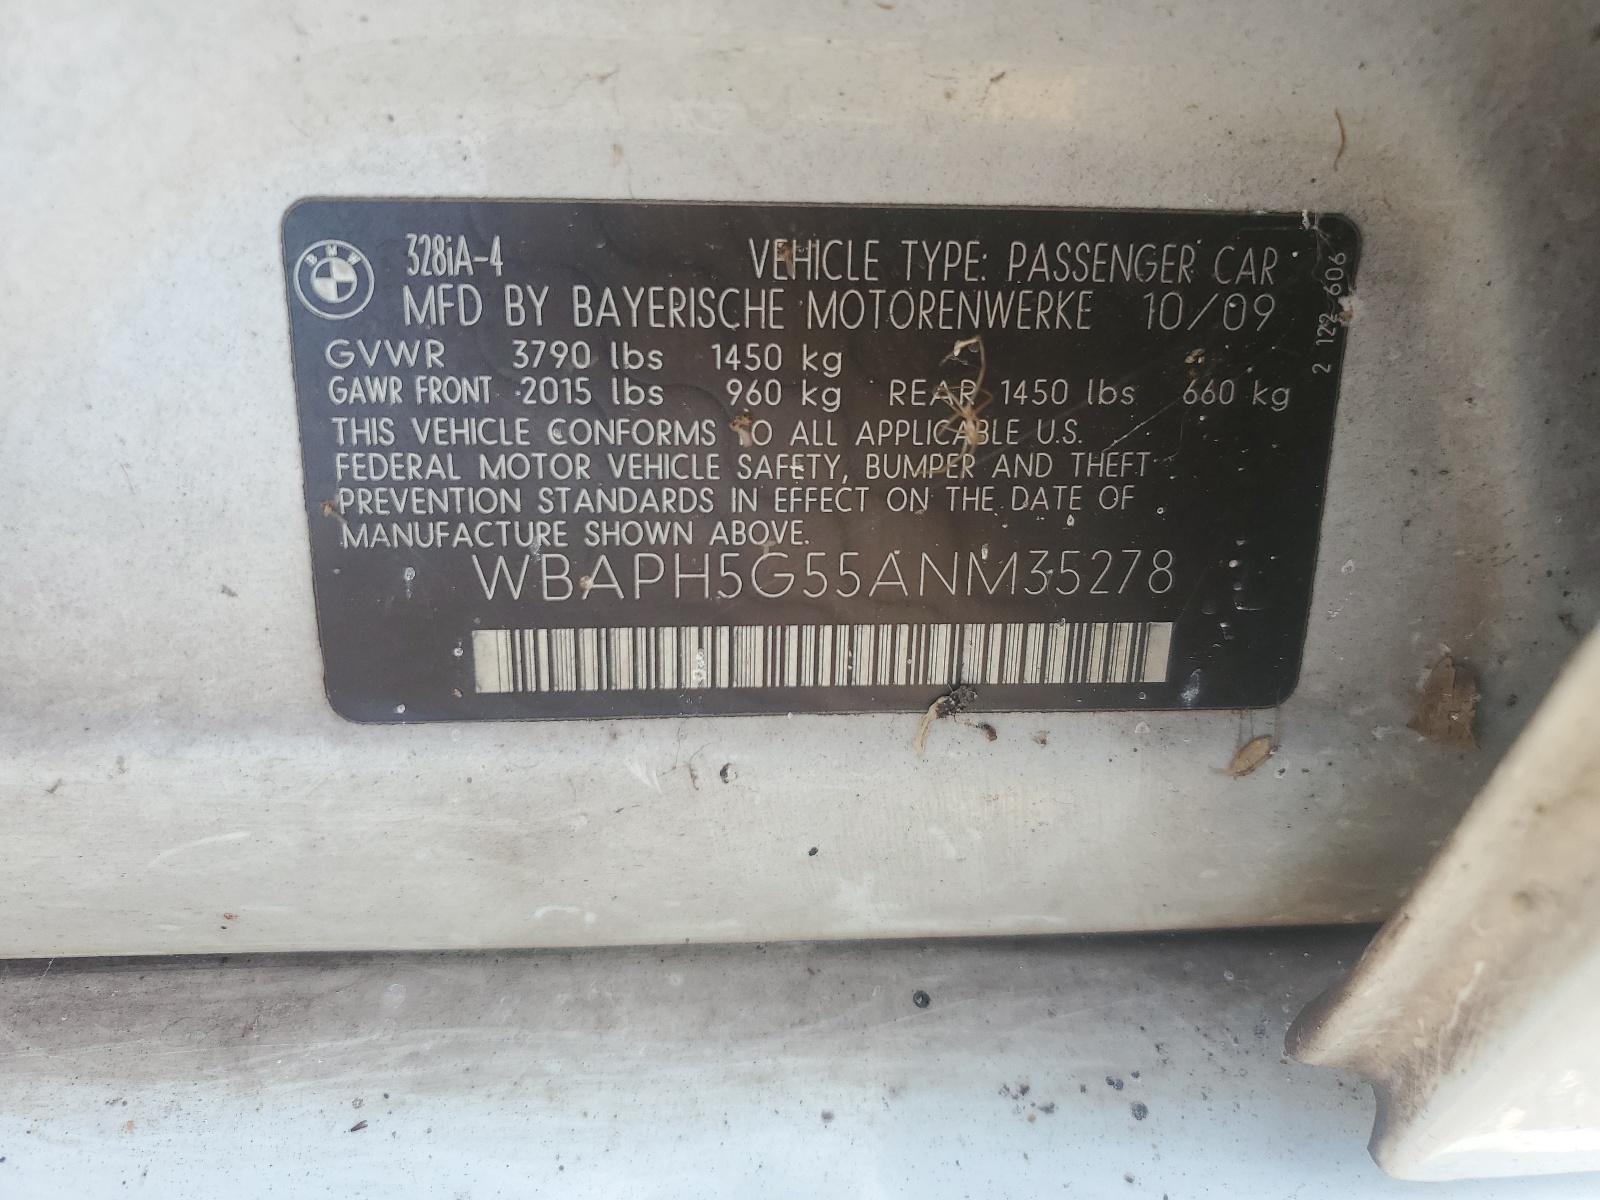 BMW
328iA-4 VEHICLE TYPE: PASSENGER CAR
MFD BY BAYERISCHE MOTORENWERKE 10/09
GVWR 3790 lbs 1450 kg
GAWR FRONT 2015 lbs 960 kg REAR 1450 lbs 660 kg
THIS VEHICLE CONFORMS TO ALL APPLICABLE U.S.
FEDERAL MOTOR VEHICLE SAFETY, BUMPER AND THEFT
PREVENTION STANDARDS IN EFFECT ON THE DATE OF
MANUFACTURE SHOWN ABOVE.
WBAPH5G55ANM35278
2 122 606